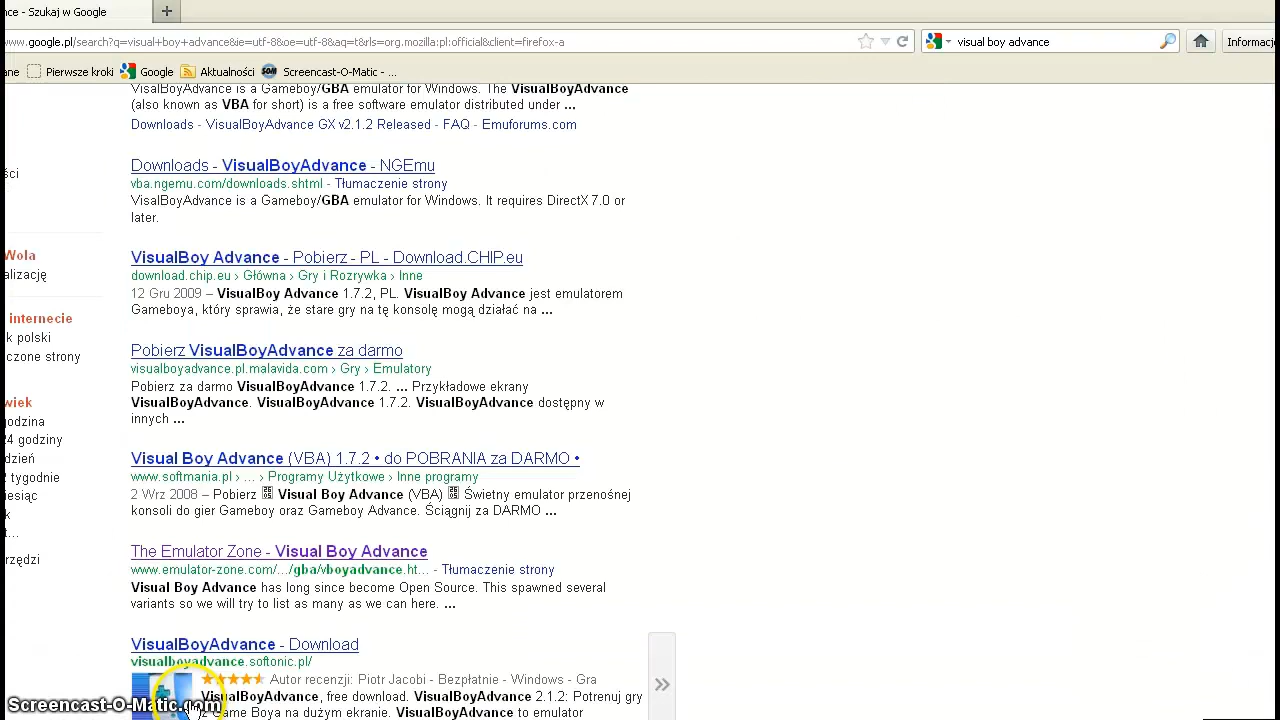 nce - Szukaj w Google
www.google.pl/search?q=visual+boy+advance&ie=utf-8&oe=utf-8&aq=t&rls=org.mozilla:pl:official&client=firefox-a
visual boy advance
Informacj
ane
Pierwsze kroki
Google
Aktualności
Screencast-O-Matic - ...
VisalBoyAdvance is a Gameboy/GBA emulator for Windows. The VisualBoyAdvance
(also known as VBA for short) is a free software emulator distributed under ...
Downloads - VisualBoyAdvance GX v2.1.2 Released - FAQ - Emuforums.com
Downloads - VisualBoyAdvance - NGEmu
vba.ngemu.com/downloads.shtml - Tłumaczenie strony
VisalBoyAdvance is a Gameboy/GBA emulator for Windows. It requires DirectX 7.0 or
later.
VisualBoy Advance - Pobierz - PL - Download.CHIP.eu
download.chip.eu › Główna › Gry i Rozrywka › Inne
12 Gru 2009 – VisualBoy Advance 1.7.2, PL. VisualBoy Advance jest emulatorem
Gameboya, który sprawia, że stare gry na tę konsolę mogą działać na ...
Pobierz VisualBoyAdvance za darmo
visualboyadvance.pl.malavida.com › Gry › Emulatory
Pobierz za darmo VisualBoyAdvance 1.7.2. ... Przykładowe ekrany
VisualBoyAdvance. VisualBoyAdvance 1.7.2. VisualBoyAdvance dostępny w
innych ...
Visual Boy Advance (VBA) 1.7.2 • do POBRANIA za DARMO •
www.softmania.pl › ... › Programy Użytkowe › Inne programy
2 Wrz 2008 – Pobierz Visual Boy Advance (VBA) Świetny emulator przenośnej
konsoli do gier Gameboy oraz Gameboy Advance. Ściągnij za DARMO ...
The Emulator Zone - Visual Boy Advance
www.emulator-zone.com/.../gba/vboyadvance.ht... - Tłumaczenie strony
Visual Boy Advance has long since become Open Source. This spawned several
variants so we will try to list as many as we can here. ...
VisualBoyAdvance - Download
visualboyadvance.softonic.pl/
Autor recenzji: Piotr Jacobi - Bezpłatnie - Windows - Gra
VisualBoyAdvance, free download. VisualBoyAdvance 2.1.2: Potrenuj gry
z Game Boya na dużym ekranie. VisualBoyAdvance to emulator
ści
Wola
alizację
internecie
k polski
czone strony
wiek
godzina
24 godziny
dzień
2 tygodnie
iesiąc
k
t...
rzędzi
Screencast-O-Matic.com